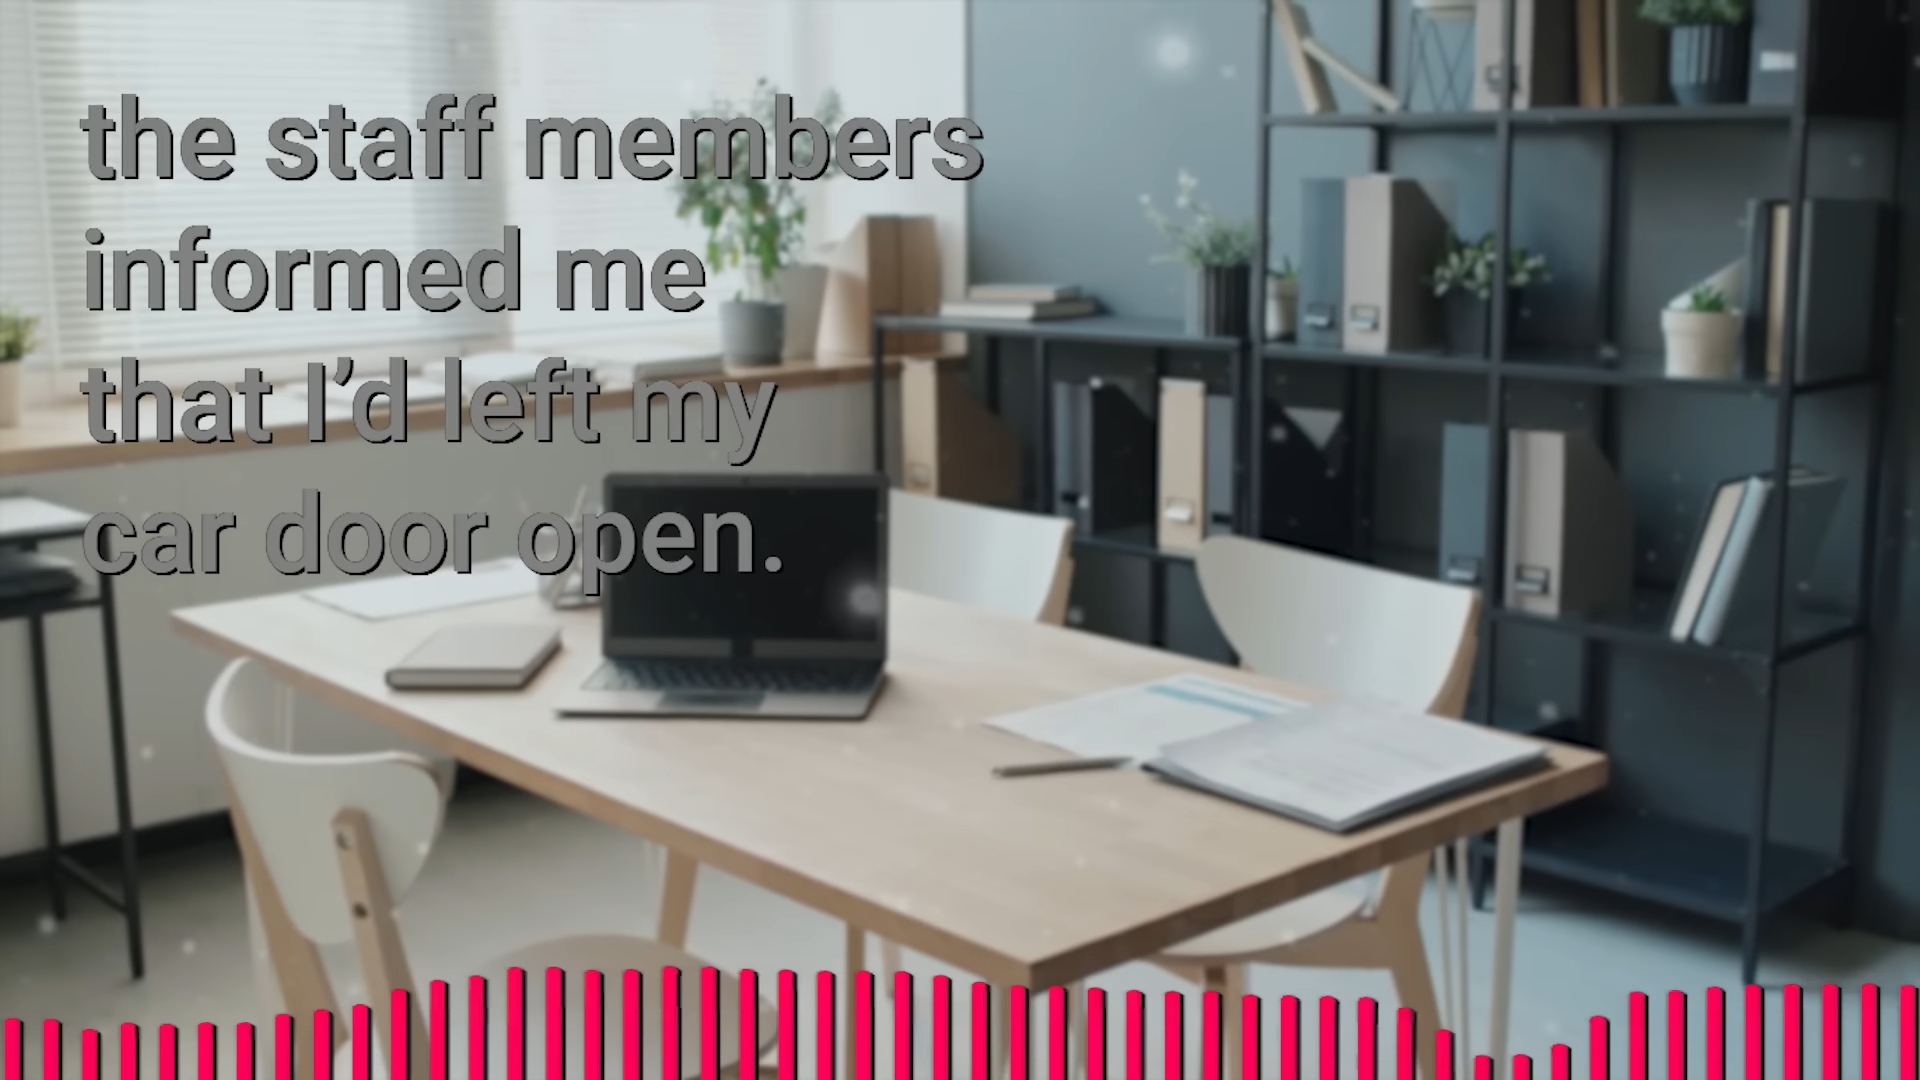 the staff members
informed me
that I’d left my
car door open.